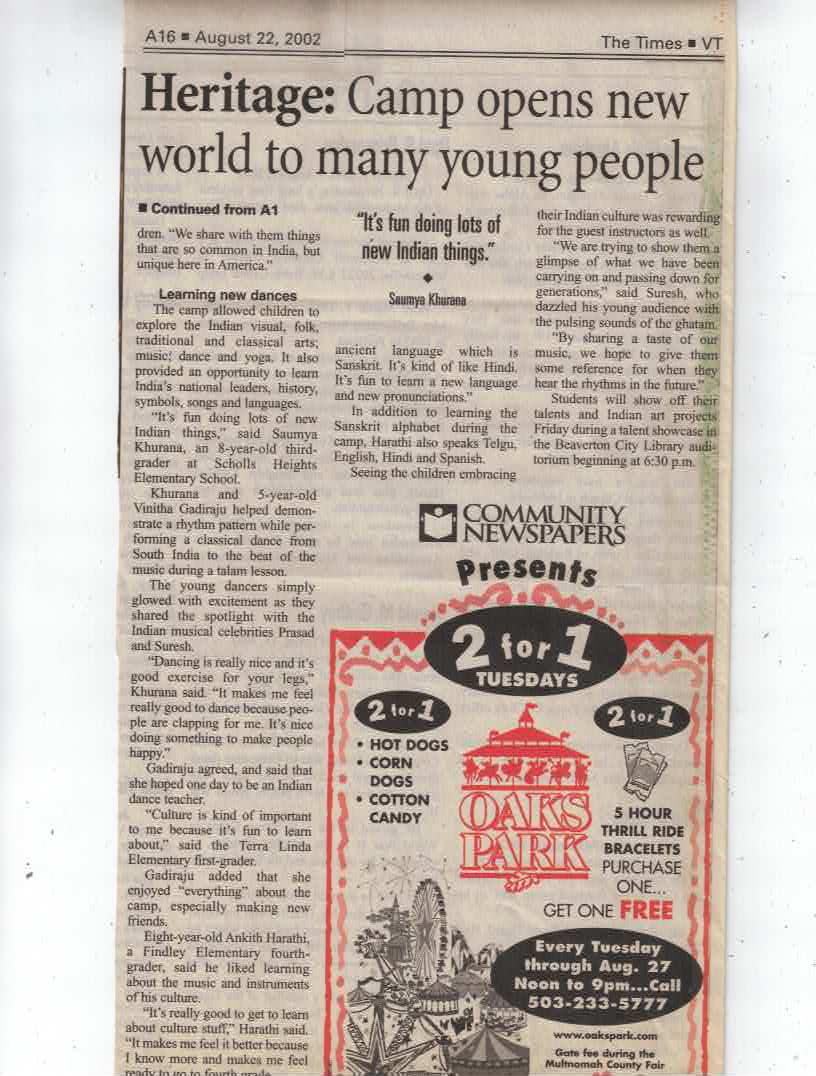 A16 ■ August 22, 2002
The Times ■ VT
Heritage: Camp opens new
world to many young people
■ Continued from A1
dren. “We share with them things
that are so common in India, but
unique here in America.”
Learning new dances
The camp allowed children to
explore the Indian visual, folk,
traditional and classical arts;
music; dance and yoga. It also
provided an opportunity to learn
India’s national leaders, history,
symbols, songs and languages.
“It’s fun doing lots of new
Indian things,” said Saumya
Khurana, an 8-year-old third-
grader at Scholls Heights
Elementary School.
Khurana and 5-year-old
Vinitha Gadiraju helped demon-
strate a rhythm pattern while per-
forming a classical dance from
South India to the beat of the
music during a talam lesson.
The young dancers simply
glowed with excitement as they
shared the spotlight with the
Indian musical celebrities Prasad
and Suresh.
“Dancing is really nice and it’s
good exercise for your legs,”
Khurana said. “It makes me feel
really good to dance because peo-
ple are clapping for me. It’s nice
doing something to make people
happy.”
Gadiraju agreed, and said that
she hoped one day to be an Indian
dance teacher.
“Culture is kind of important
to me because it’s fun to learn
about,” said the Terra Linda
Elementary first-grader.
Gadiraju added that she
enjoyed “everything” about the
camp, especially making new
friends.
Eight-year-old Ankith Harathi,
a Findley Elementary fourth-
grader, said he liked learning
about the music and instruments
of his culture.
“It’s really good to get to learn
about culture stuff,” Harathi said.
“It makes me feel it better because
I know more and makes me feel
ready to go to fourth grade
“It’s fun doing lots of
new Indian things.”
◆
Saumya Khurana
ancient language which is
Sanskrit. It’s kind of like Hindi.
It’s fun to learn a new language
and new pronunciations.”
In addition to learning the
Sanskrit alphabet during the
camp, Harathi also speaks Telgu,
English, Hindi and Spanish.
Seeing the children embracing
their Indian culture was rewarding
for the guest instructors as well.
“We are trying to show them a
glimpse of what we have been
carrying on and passing down for
generations,” said Suresh, who
dazzled his young audience with
the pulsing sounds of the ghatam.
“By sharing a taste of our
music, we hope to give them
some reference for when they
hear the rhythms in the future.”
Students will show off their
talents and Indian art projects
Friday during a talent showcase in
the Beaverton City Library audi-
torium beginning at 6:30 p.m.
COMMUNITY
NEWSPAPERS
Presents
2 for 1
TUESDAYS
2 for 1
• HOT DOGS
• CORN
DOGS
• COTTON
CANDY
OAKS
PARK
2 for 1
5 HOUR
THRILL RIDE
BRACELETS
PURCHASE
ONE...
GET ONE FREE
Every Tuesday
through Aug. 27
Noon to 9pm...Call
503-233-5777
www.oakspark.com
Gate fee during the
Multnomah County Fair